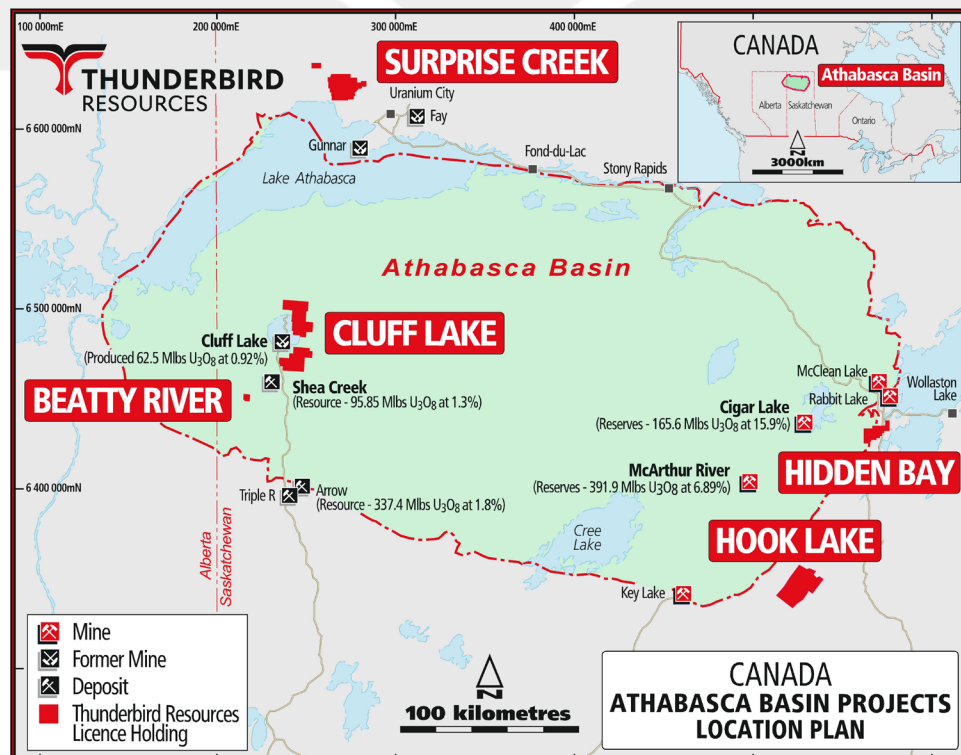 100 000mE
200 000mE
300 000mE
400 000mE
THUNDERBIRD
RESOURCES
SURPRISE CREEK
CANADA
Athabasca Basin
Alberta
Saskatchewan
Ontario
N
3000km
Uranium City
Fay
6 600 000mN
Gunnar
Fond-du-Lac
Lake Athabasca
Stony Rapids
Athabasca Basin
6 500 000mN
Cluff Lake
(Produced 62.5 Mlbs U₃O₈ at 0.92%)
CLUFF LAKE
McClean Lake
Wollaston
Lake
BEATTY RIVER
Shea Creek
(Resource - 95.85 Mlbs U₃O₈ at 1.3%)
Rabbit Lake
Cigar Lake
(Reserves - 165.6 Mlbs U₃O₈ at 15.9%)
McArthur River
(Reserves - 391.9 Mlbs U₃O₈ at 6.89%)
HIDDEN BAY
6 400 000mN
Triple R
Arrow
(Resource - 337.4 Mlbs U₃O₈ at 1.8%)
Cree
Lake
HOOK LAKE
Alberta
Saskatchewan
Key Lake
Mine
Former Mine
Deposit
Thunderbird Resources
Licence Holding
N
100 kilometres
CANADA
ATHABASCA BASIN PROJECTS
LOCATION PLAN